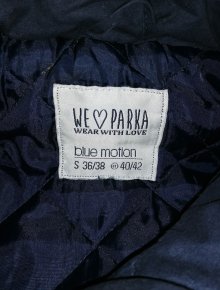 WE♡PARKA
WEAR WITH LOVE
blue motion
S 36/38 @ 40/42